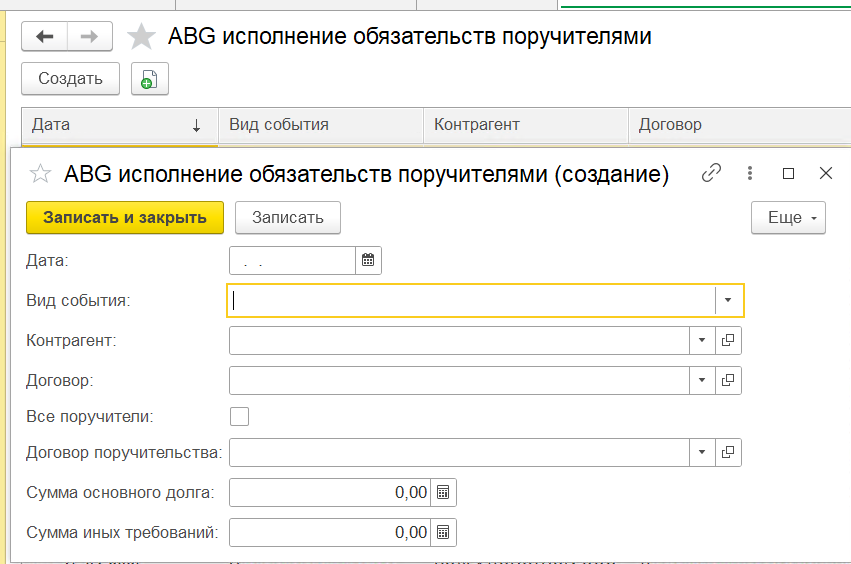 ABG исполнение обязательств поручителями
Создать
Дата ↓ Вид события Контрагент Договор
ABG исполнение обязательств поручителями (создание)
Записать и закрыть Записать Еще
Дата: . .
Вид события:
Контрагент:
Договор:
Все поручители:
Договор поручительства:
Сумма основного долга: 0,00
Сумма иных требований: 0,00